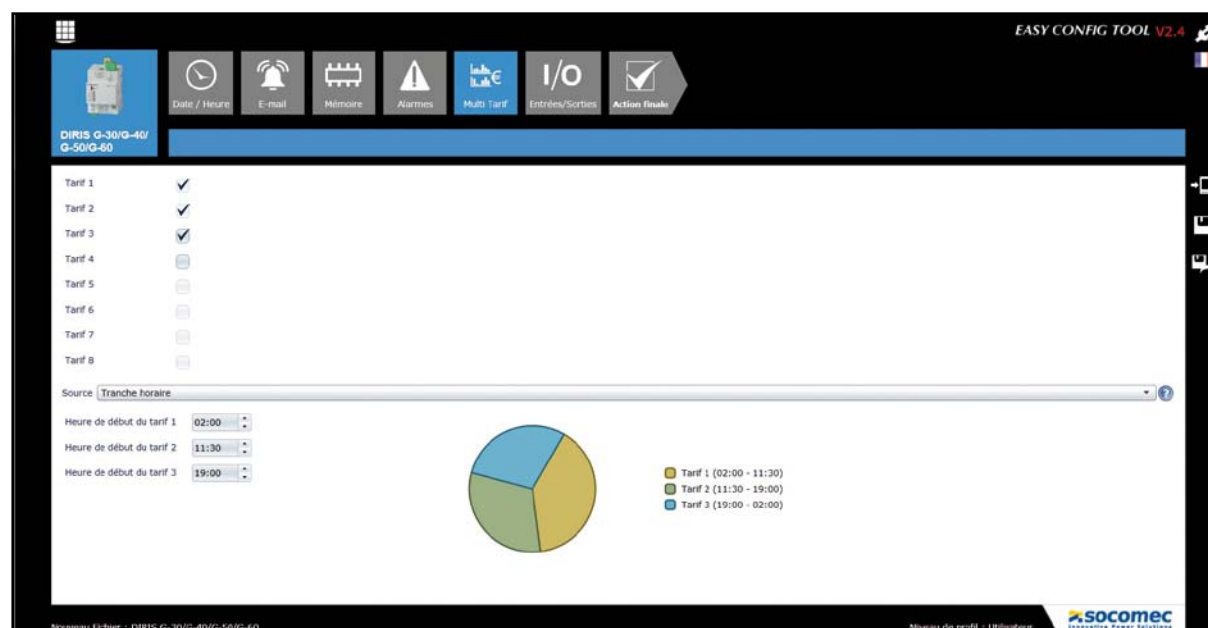 EASY CONFIG TOOL V2.4
Date / Heure
E-mail
Mémoire
Alarmes
Multi Tarif
I/O
Entrées/Sorties
Action finale
DIRIS G-30/G-40/
G-50/G-60
Tarif 1
Tarif 2
Tarif 3
Tarif 4
Tarif 5
Tarif 6
Tarif 7
Tarif 8
Source Tranche horaire
Heure de début du tarif 1 02:00
Heure de début du tarif 2 11:30
Heure de début du tarif 3 19:00
Tarif 1 (02:00 - 11:30)
Tarif 2 (11:30 - 19:00)
Tarif 3 (19:00 - 02:00)
Nouveau Fichier : DIRIS G-30/G-40/G-50/G-60
Niveau de profil : Utilisateur
socomec
Innovative Power Solutions